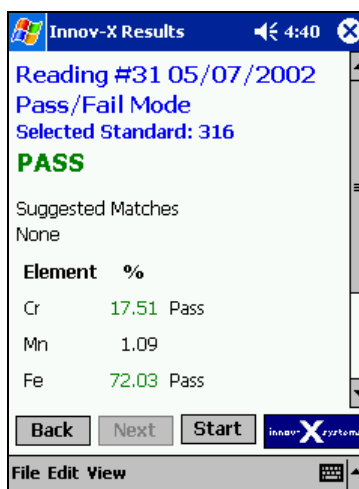 Innov-X Results 4:40
Reading #31 05/07/2002
Pass/Fail Mode
Selected Standard: 316
PASS
Suggested Matches
None
Element %
Cr 17.51 Pass
Mn 1.09
Fe 72.03 Pass
Back Next Start innov-X systems
File Edit View